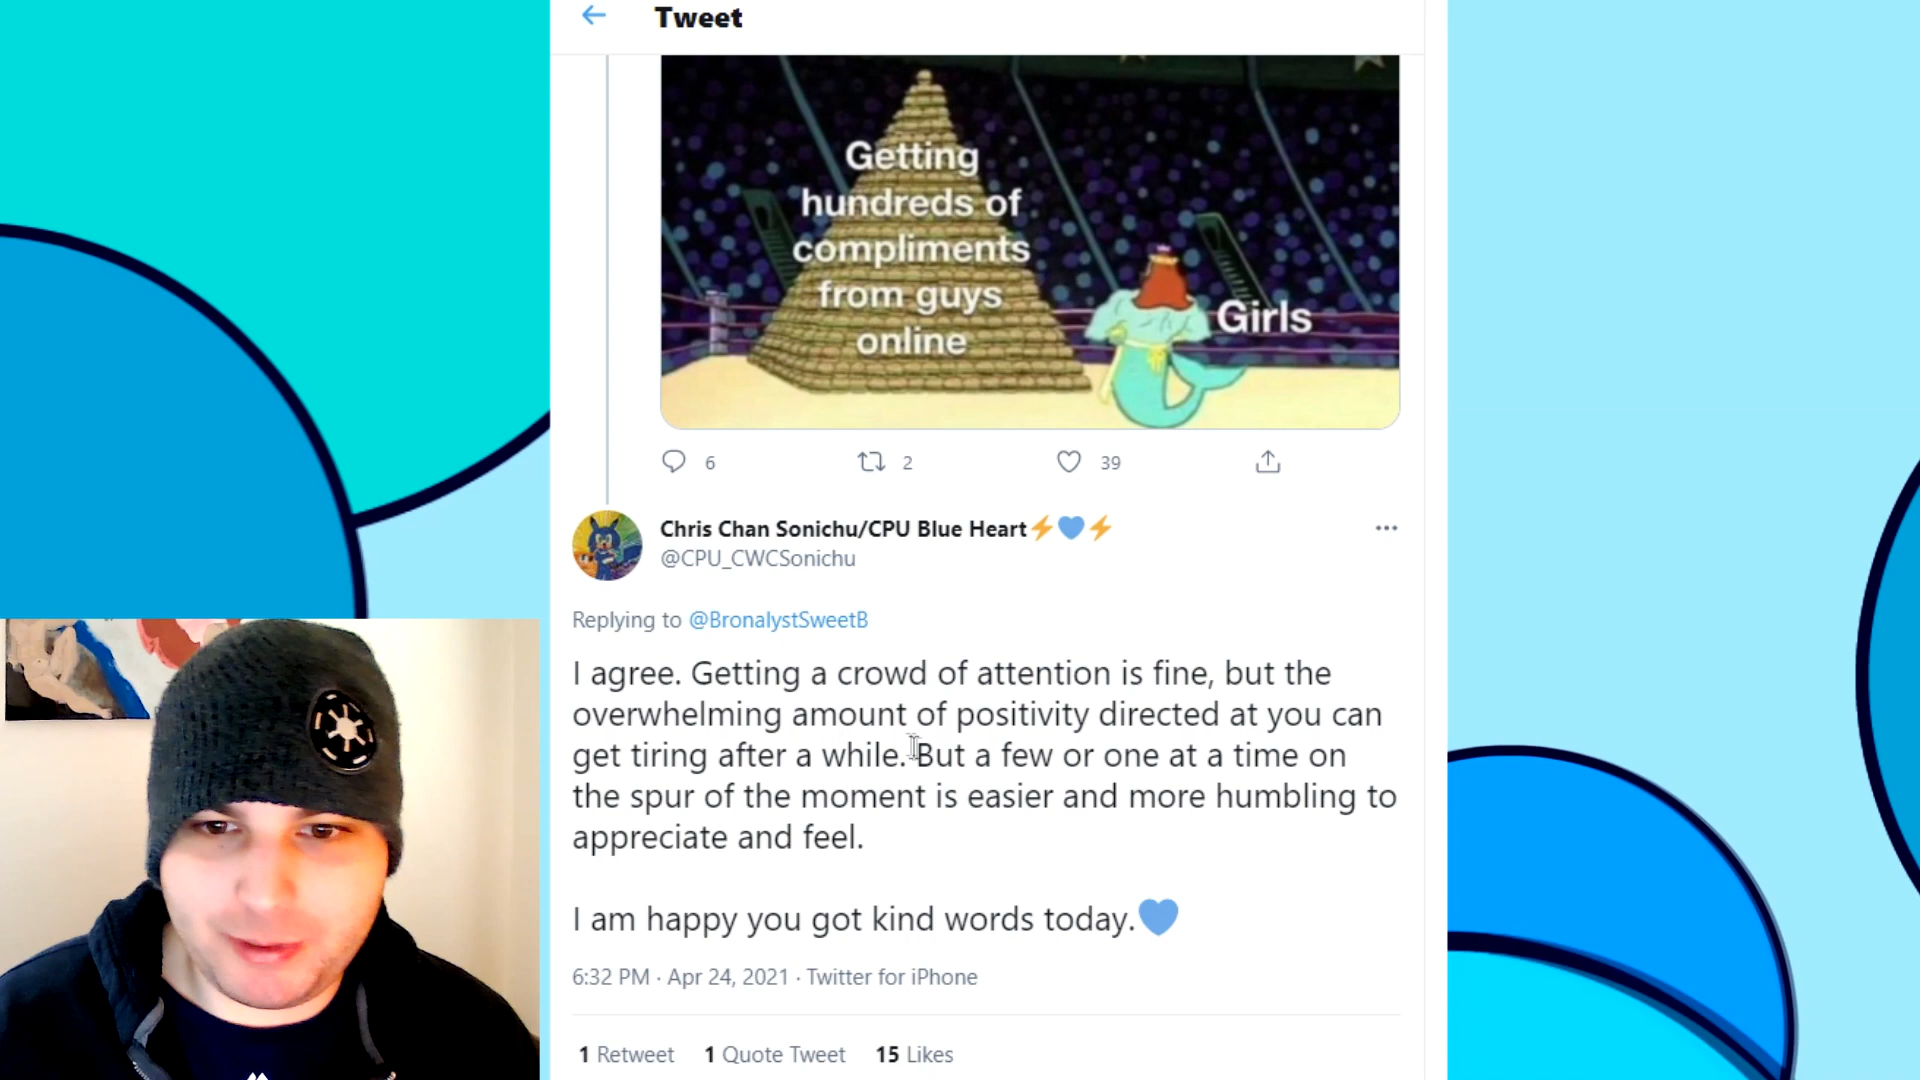 Tweet
Getting
hundreds of
compliments
from guys
online
Girls
6
2
39
Chris Chan Sonichu/CPU Blue Heart⚡💙⚡
@CPU_CWCSonichu
Replying to @BronalystSweetB
I agree. Getting a crowd of attention is fine, but the
overwhelming amount of positivity directed at you can
get tiring after a while. But a few or one at a time on
the spur of the moment is easier and more humbling to
appreciate and feel.
I am happy you got kind words today.💙
6:32 PM · Apr 24, 2021 · Twitter for iPhone
1 Retweet 1 Quote Tweet 15 Likes